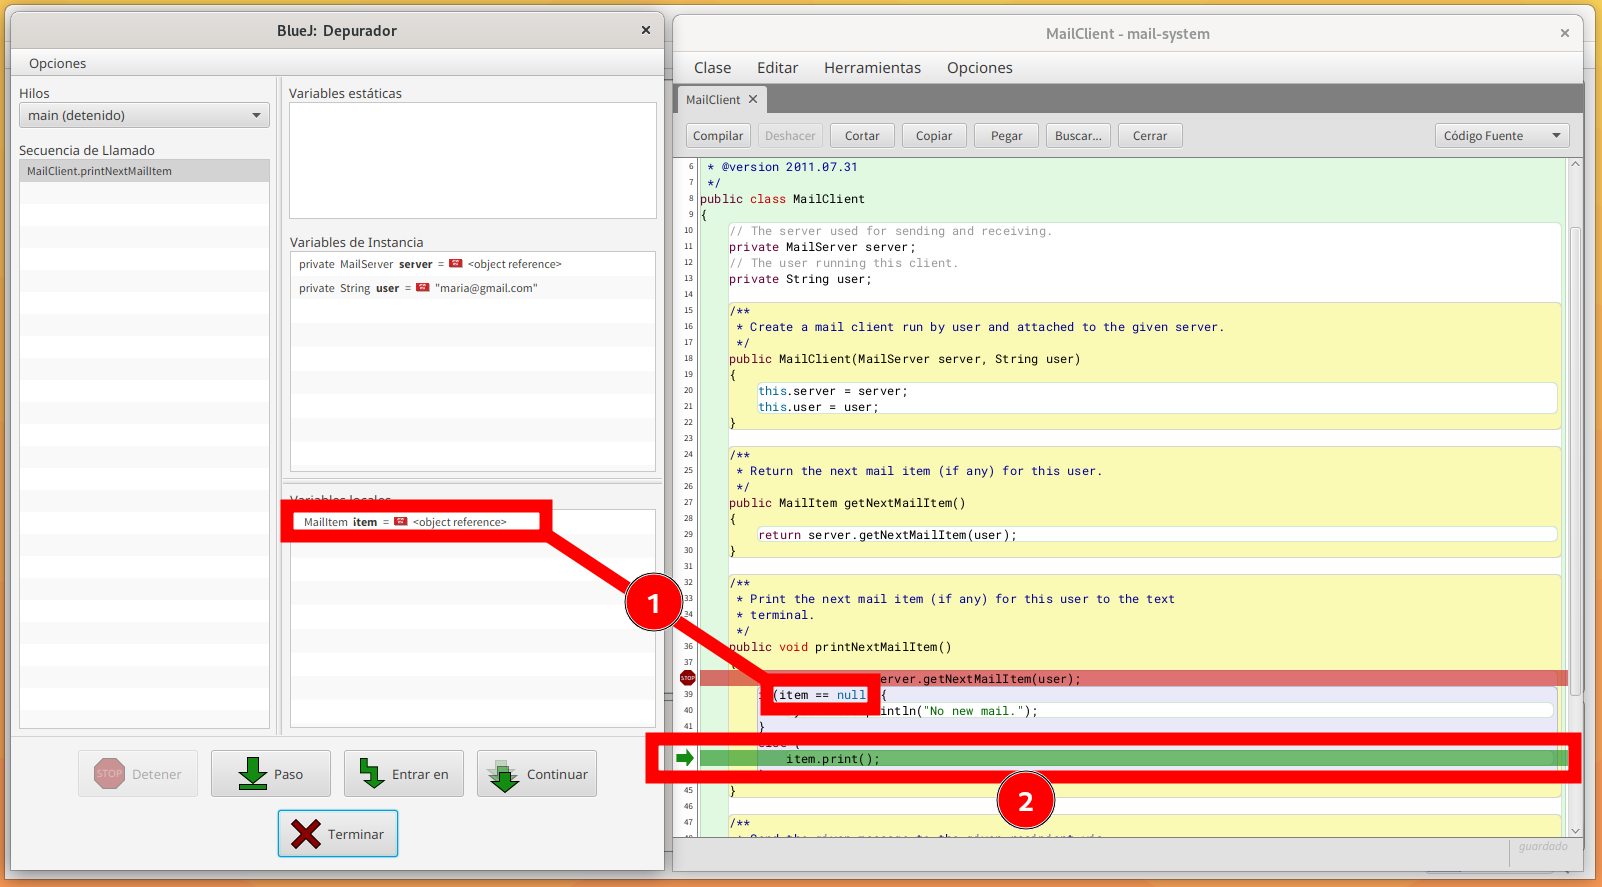 BlueJ: Depurador
×
Opciones
Hilos
main (detenido)
Secuencia de Llamado
MailClient.printNextMailItem
Variables estáticas
Variables de Instancia
private MailServer server = <object reference>
private String user = "maria@gmail.com"
Variables locales
MailItem item = <object reference>
STOP Detener
Paso
Entrar en
Continuar
Terminar
1
MailClient - mail-system
×
Clase Editar Herramientas Opciones
MailClient ×
Compilar Deshacer Cortar Copiar Pegar Buscar... Cerrar Código Fuente
6 * @version 2011.07.31
7 */
8 public class MailClient
9 {
10 // The server used for sending and receiving.
11 private MailServer server;
12 // The user running this client.
13 private String user;
14
15 /**
16 * Create a mail client run by user and attached to the given server.
17 */
18 public MailClient(MailServer server, String user)
19 {
20 this.server = server;
21 this.user = user;
22 }
23
24 /**
25 * Return the next mail item (if any) for this user.
26 */
27 public MailItem getNextMailItem()
28 {
29 return server.getNextMailItem(user);
30 }
31
32 /**
33 * Print the next mail item (if any) for this user to the text
34 * terminal.
*/
36 public void printNextMailItem()
37
STOP erver.getNextMailItem(user);
39 (item == null {
40 intln("No new mail.");
41 }
else {
item.print();
45 }
46
47 /**
2
guardado